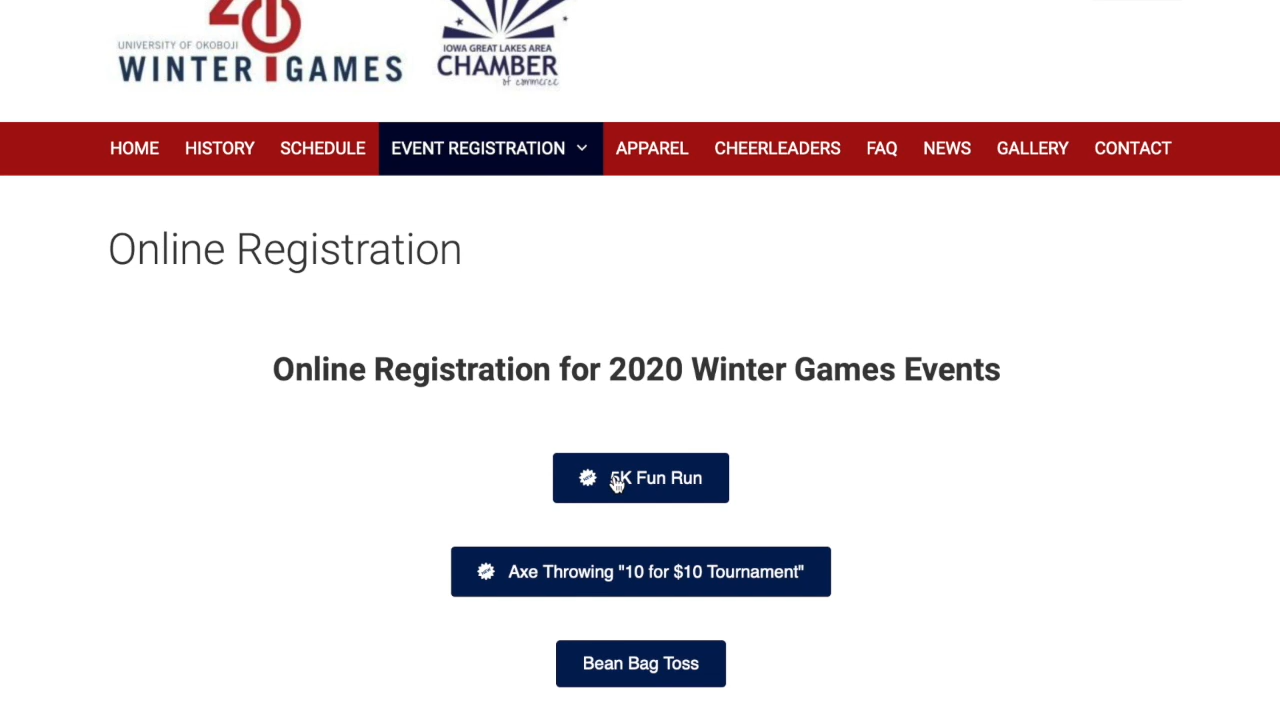 20
UNIVERSITY OF OKOBOJI
WINTER GAMES
IOWA GREAT LAKES AREA
CHAMBER
of commerce
HOME HISTORY SCHEDULE EVENT REGISTRATION APPAREL CHEERLEADERS FAQ NEWS GALLERY CONTACT
Online Registration
Online Registration for 2020 Winter Games Events
5K Fun Run
Axe Throwing "10 for $10 Tournament"
Bean Bag Toss